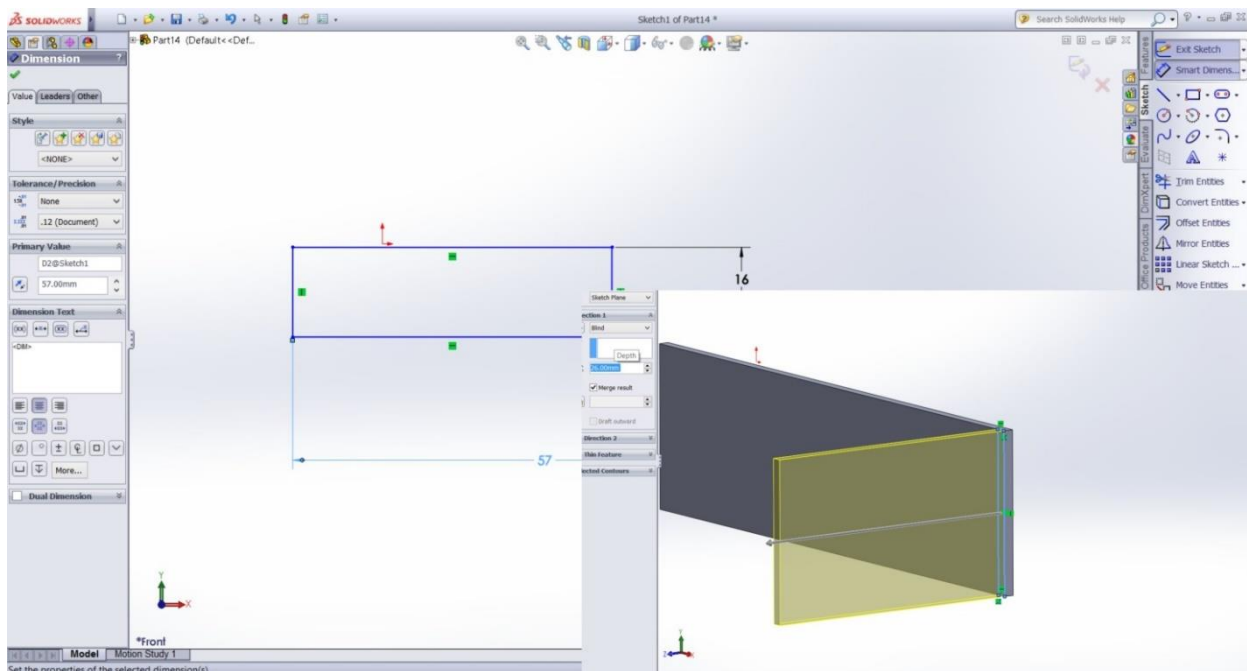 SOLIDWORKS
Sketch1 of Part14 *
Search SolidWorks Help
Dimension
?
Part14 (Default<<Def...
Value
Leaders
Other
Style
<NONE>
Tolerance/Precision
None
.12 (Document)
Primary Value
D2@Sketch1
57.00mm
Dimension Text
<DIM>
More...
Dual Dimension
16
57
Y
X
*Front
Model
Motion Study 1
Set the properties of the selected dimension(s).
Exit Sketch
Smart Dimens...
Features
Sketch
Evaluate
DimXpert
Office Products
Trim Entities
Convert Entities
Offset Entities
Mirror Entities
Linear Sketch ...
Move Entities
Sketch Plane
ection 1
Blind
Depth
26.00mm
Merge result
Draft outward
Direction 2
Thin Feature
ected Contours
Y
Z
X